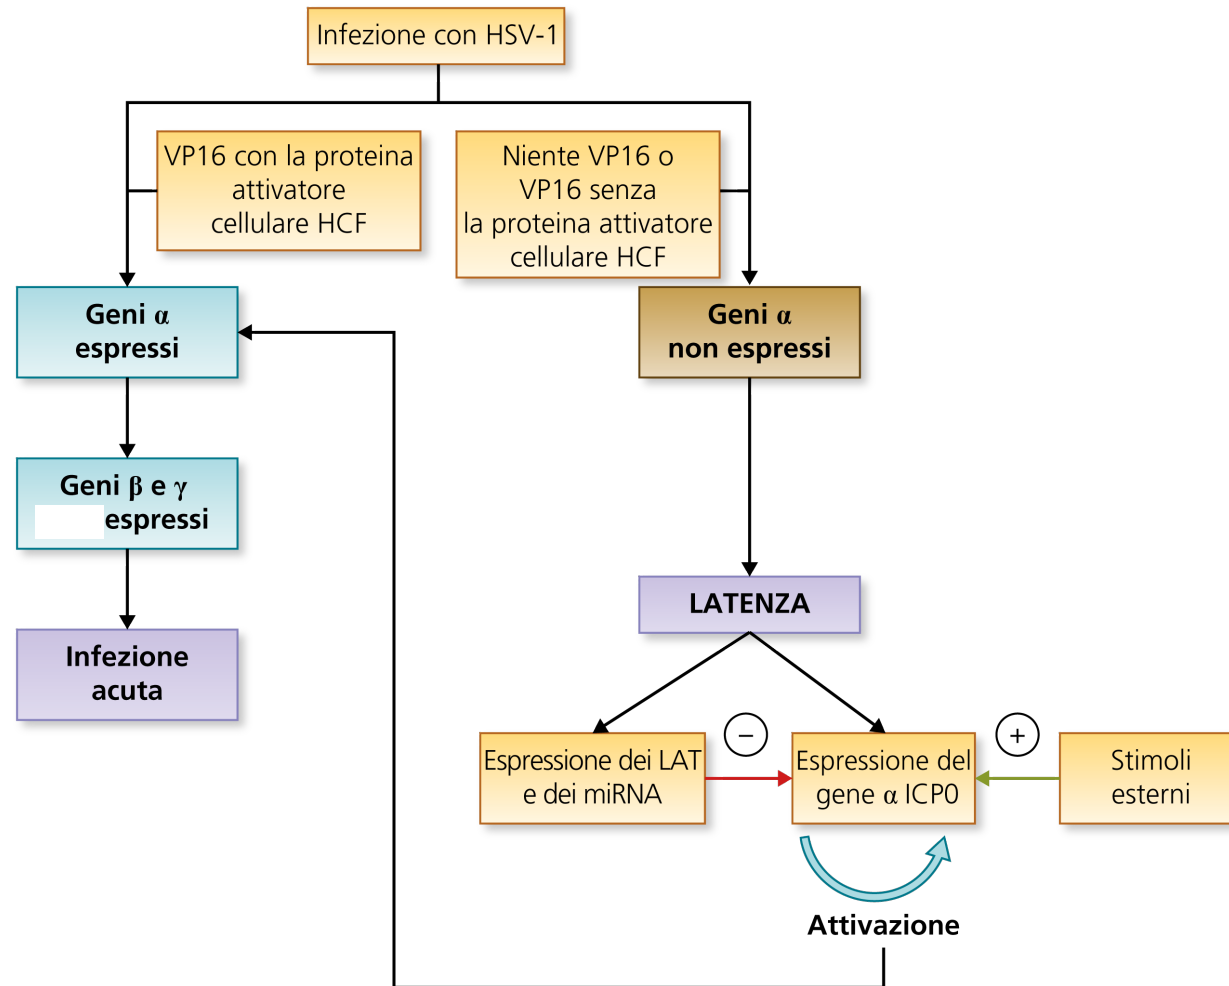 Infezione con HSV-1
VP16 con la proteina
attivatore
cellulare HCF
Niente VP16 o
VP16 senza
la proteina attivatore
cellulare HCF
Geni α
espressi
Geni α
non espressi
Geni β e γ
espressi
Infezione
acuta
LATENZA
Espressione dei LAT
e dei miRNA
−
Espressione del
gene α ICP0
+
Stimoli
esterni
Attivazione